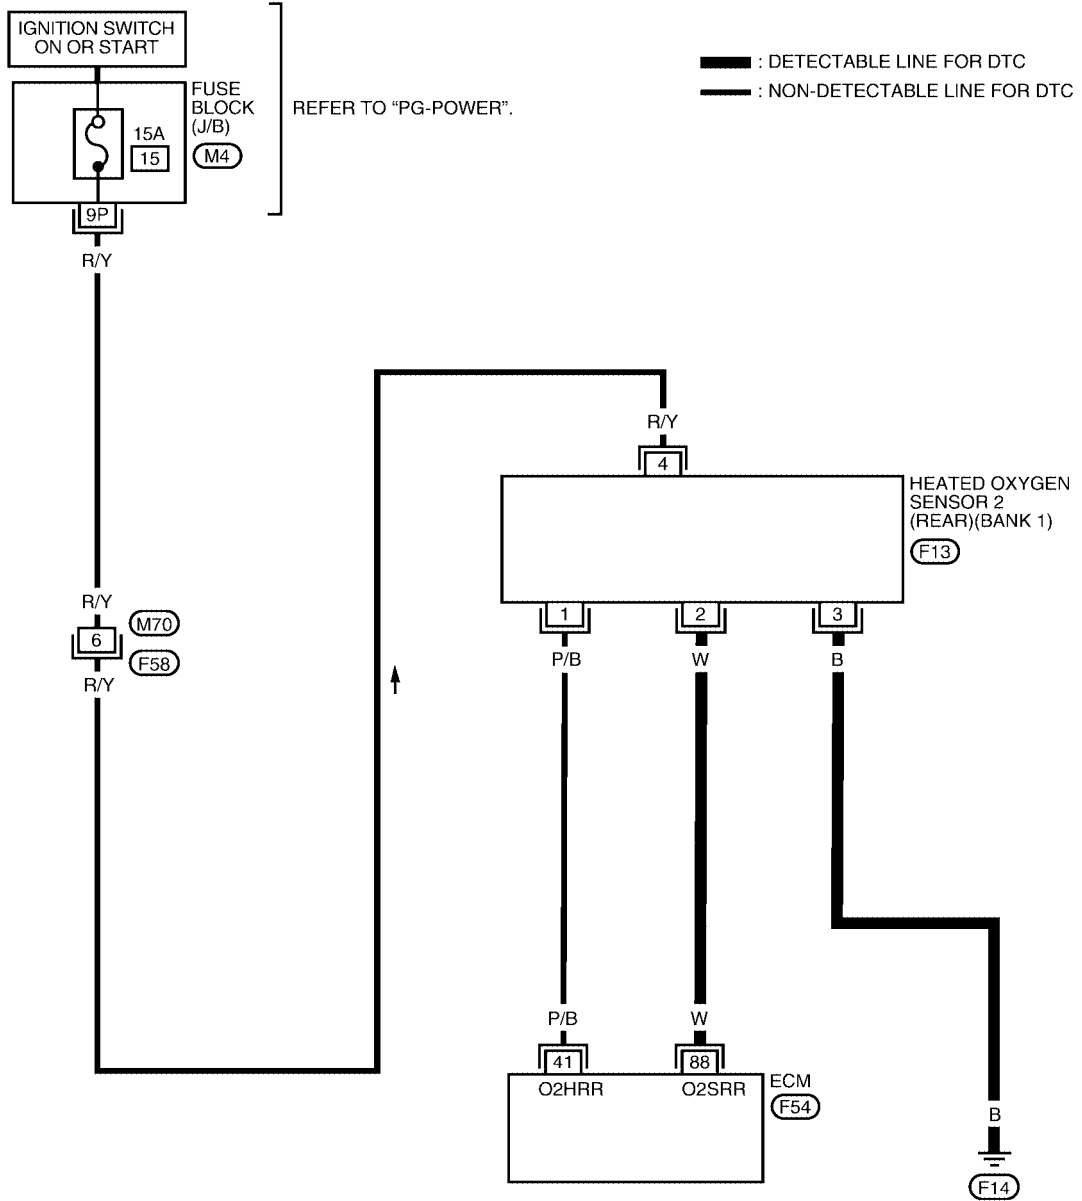 IGNITION SWITCH
ON OR START
FUSE
BLOCK
(J/B)
M4
15A
15
9P
REFER TO "PG-POWER".
: DETECTABLE LINE FOR DTC
: NON-DETECTABLE LINE FOR DTC
R/Y
R/Y
4
HEATED OXYGEN
SENSOR 2
(REAR)(BANK 1)
F13
R/Y
6
M70
F58
R/Y
1
2
3
P/B
W
B
P/B
W
41
88
O2HRR
O2SRR
ECM
F54
B
F14